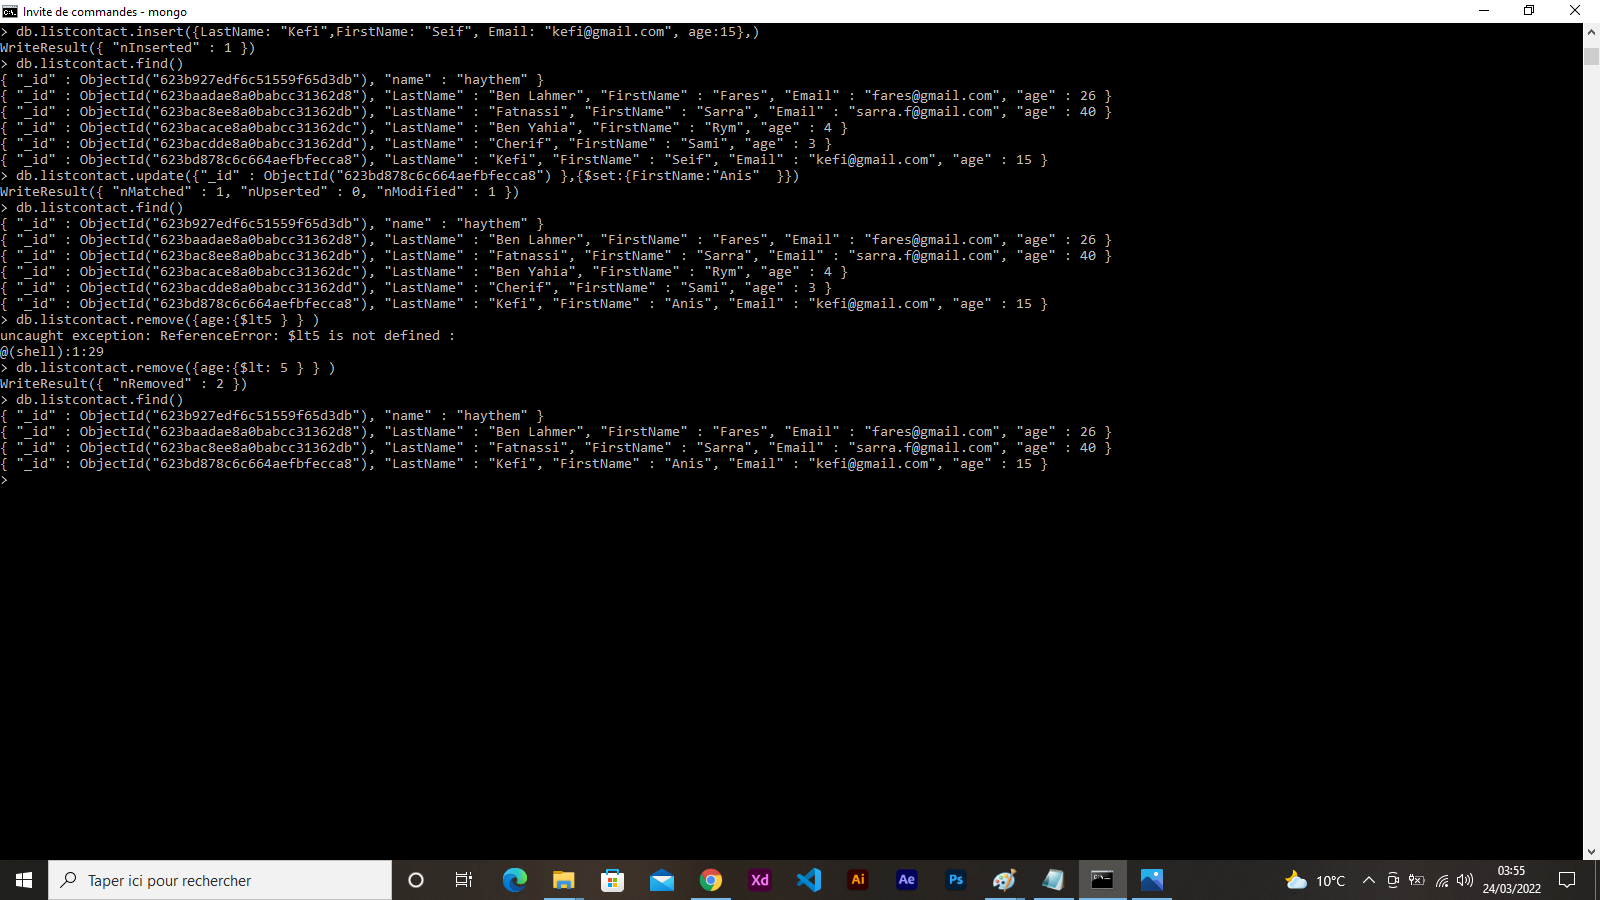 Invite de commandes - mongo
> db.listcontact.insert({LastName: "Kefi",FirstName: "Seif", Email: "kefi@gmail.com", age:15},)
WriteResult({ "nInserted" : 1 })
> db.listcontact.find()
{ "_id" : ObjectId("623b927edf6c51559f65d3db"), "name" : "haythem" }
{ "_id" : ObjectId("623baadae8a0babcc31362d8"), "LastName" : "Ben Lahmer", "FirstName" : "Fares", "Email" : "fares@gmail.com", "age" : 26 }
{ "_id" : ObjectId("623bac8ee8a0babcc31362db"), "LastName" : "Fatnassi", "FirstName" : "Sarra", "Email" : "sarra.f@gmail.com", "age" : 40 }
{ "_id" : ObjectId("623bacace8a0babcc31362dc"), "LastName" : "Ben Yahia", "FirstName" : "Rym", "age" : 4 }
{ "_id" : ObjectId("623bacdde8a0babcc31362dd"), "LastName" : "Cherif", "FirstName" : "Sami", "age" : 3 }
{ "_id" : ObjectId("623bd878c6c664aefbfecca8"), "LastName" : "Kefi", "FirstName" : "Seif", "Email" : "kefi@gmail.com", "age" : 15 }
> db.listcontact.update({"_id" : ObjectId("623bd878c6c664aefbfecca8") },{$set:{FirstName:"Anis"  }})
WriteResult({ "nMatched" : 1, "nUpserted" : 0, "nModified" : 1 })
> db.listcontact.find()
{ "_id" : ObjectId("623b927edf6c51559f65d3db"), "name" : "haythem" }
{ "_id" : ObjectId("623baadae8a0babcc31362d8"), "LastName" : "Ben Lahmer", "FirstName" : "Fares", "Email" : "fares@gmail.com", "age" : 26 }
{ "_id" : ObjectId("623bac8ee8a0babcc31362db"), "LastName" : "Fatnassi", "FirstName" : "Sarra", "Email" : "sarra.f@gmail.com", "age" : 40 }
{ "_id" : ObjectId("623bacace8a0babcc31362dc"), "LastName" : "Ben Yahia", "FirstName" : "Rym", "age" : 4 }
{ "_id" : ObjectId("623bacdde8a0babcc31362dd"), "LastName" : "Cherif", "FirstName" : "Sami", "age" : 3 }
{ "_id" : ObjectId("623bd878c6c664aefbfecca8"), "LastName" : "Kefi", "FirstName" : "Anis", "Email" : "kefi@gmail.com", "age" : 15 }
> db.listcontact.remove({age:{$lt5 } } )
uncaught exception: ReferenceError: $lt5 is not defined :
@(shell):1:29
> db.listcontact.remove({age:{$lt: 5 } } )
WriteResult({ "nRemoved" : 2 })
> db.listcontact.find()
{ "_id" : ObjectId("623b927edf6c51559f65d3db"), "name" : "haythem" }
{ "_id" : ObjectId("623baadae8a0babcc31362d8"), "LastName" : "Ben Lahmer", "FirstName" : "Fares", "Email" : "fares@gmail.com", "age" : 26 }
{ "_id" : ObjectId("623bac8ee8a0babcc31362db"), "LastName" : "Fatnassi", "FirstName" : "Sarra", "Email" : "sarra.f@gmail.com", "age" : 40 }
{ "_id" : ObjectId("623bd878c6c664aefbfecca8"), "LastName" : "Kefi", "FirstName" : "Anis", "Email" : "kefi@gmail.com", "age" : 15 }
>
Taper ici pour rechercher
Xd
Ai
Ae
Ps
10°C
03:55
24/03/2022